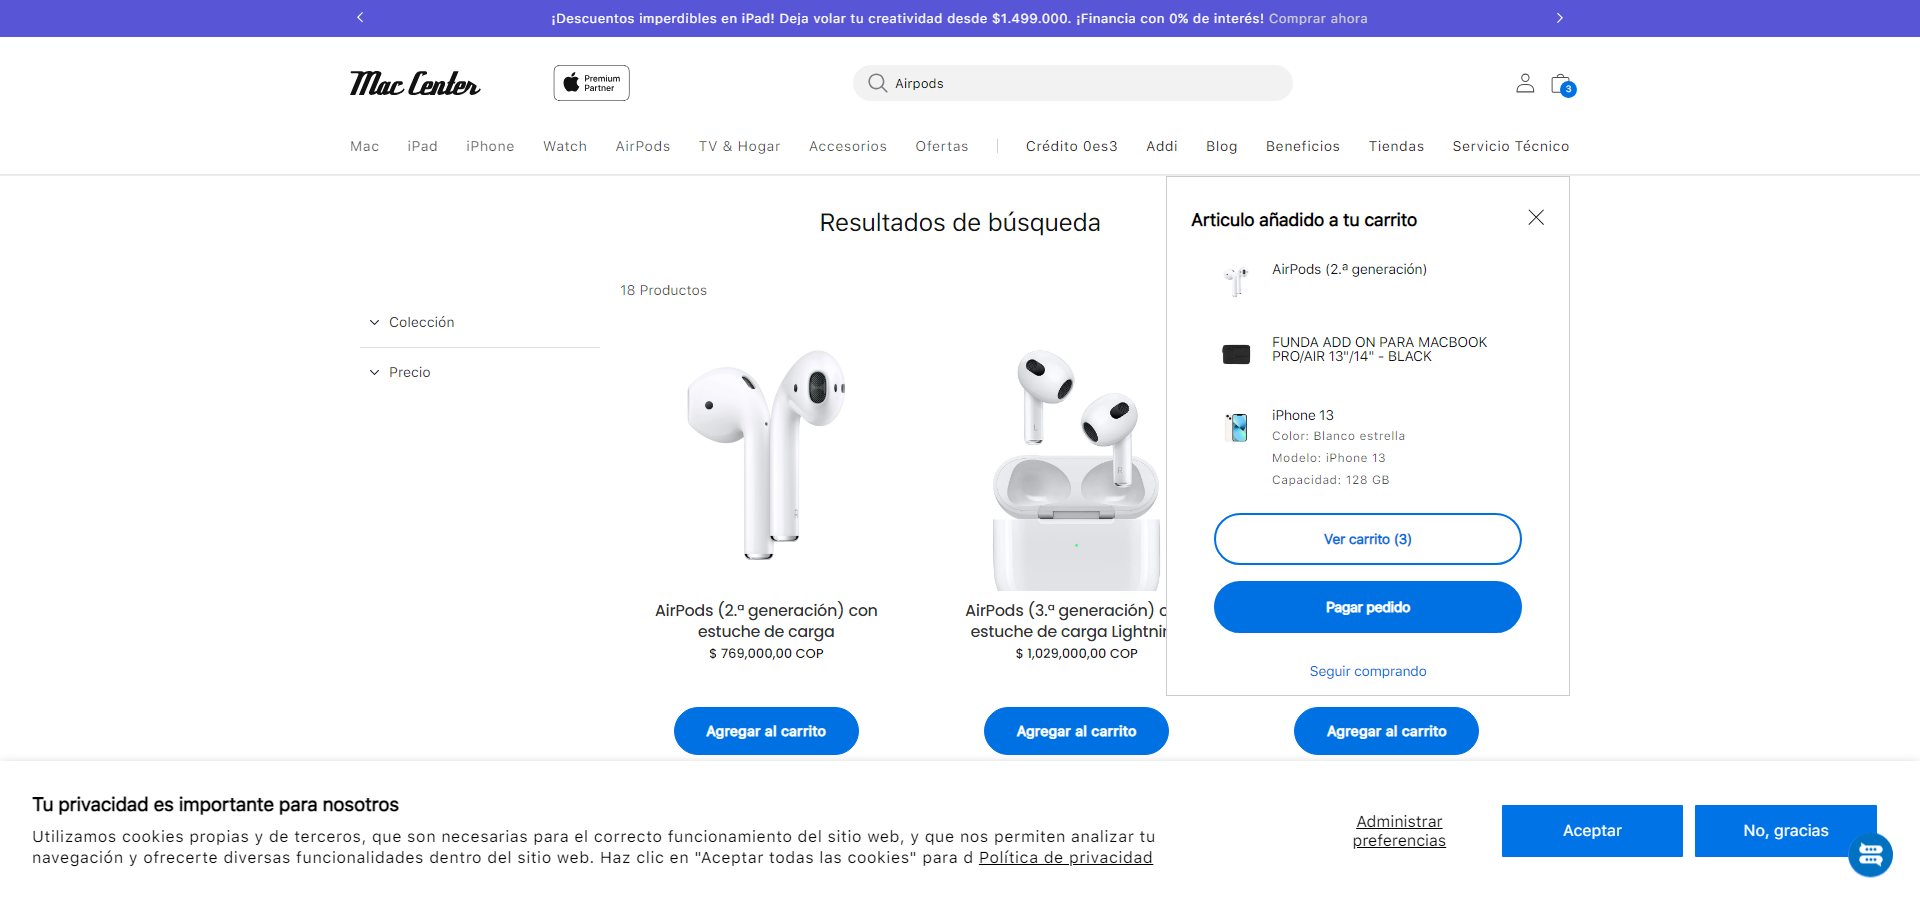 ¡Descuentos imperdibles en iPad! Deja volar tu creatividad desde $1.499.000. ¡Financia con 0% de interés! Comprar ahora
Mac Center
Premium
Partner
Airpods
3
Mac iPad iPhone Watch AirPods TV & Hogar Accesorios Ofertas Crédito 0es3 Addi Blog Beneficios Tiendas Servicio Técnico
Resultados de búsqueda
18 Productos
Colección
Precio
AirPods (2.ª generación) con
estuche de carga
$ 769,000,00 COP
Agregar al carrito
AirPods (3.ª generación)
estuche de carga
$ 1,029,000,00 COP
Agregar al carrito
Agregar al carrito
Articulo añadido a tu carrito
AirPods (2.ª generación)
FUNDA ADD ON PARA MACBOOK
PRO/AIR 13"/14" - BLACK
iPhone 13
Color: Blanco estrella
Modelo: iPhone 13
Capacidad: 128 GB
Ver carrito (3)
Pagar pedido
Seguir comprando
Tu privacidad es importante para nosotros
Utilizamos cookies propias y de terceros, que son necesarias para el correcto funcionamiento del sitio web, y que nos permiten analizar tu
navegación y ofrecerte diversas funcionalidades dentro del sitio web. Haz clic en "Aceptar todas las cookies" para d Política de privacidad
Administrar
preferencias
Aceptar
No, gracias